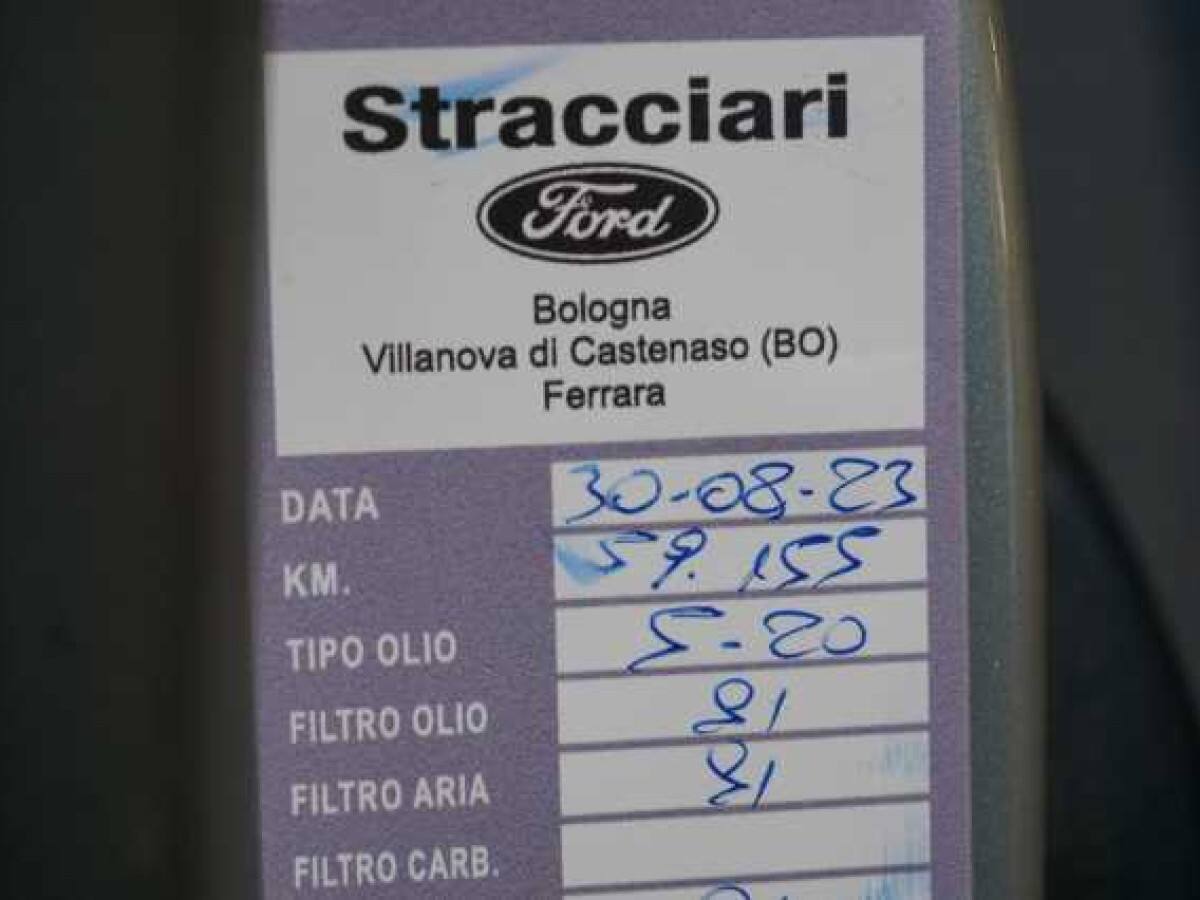 Stracciari
Ford
Bologna
Villanova di Castenaso (BO)
Ferrara
DATA 30-08-23
KM. 59.155
TIPO OLIO 5-20
FILTRO OLIO SI
FILTRO ARIA SI
FILTRO CARB.